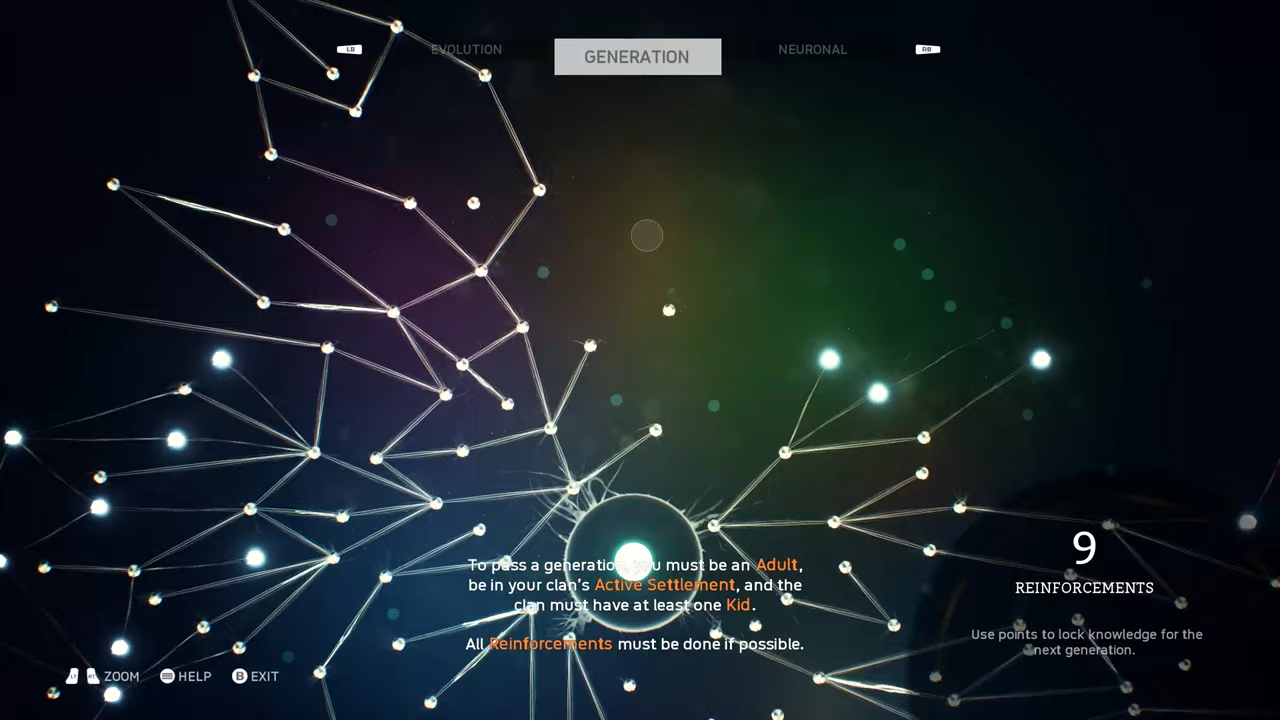 LB
EVOLUTION
GENERATION
NEURONAL
RB
To pass a generation, you must be an Adult,
be in your clan's Active Settlement, and the
clan must have at least one Kid.
All Reinforcements must be done if possible.
9
REINFORCEMENTS
Use points to lock knowledge for the
next generation.
LT RT ZOOM
HELP
B EXIT